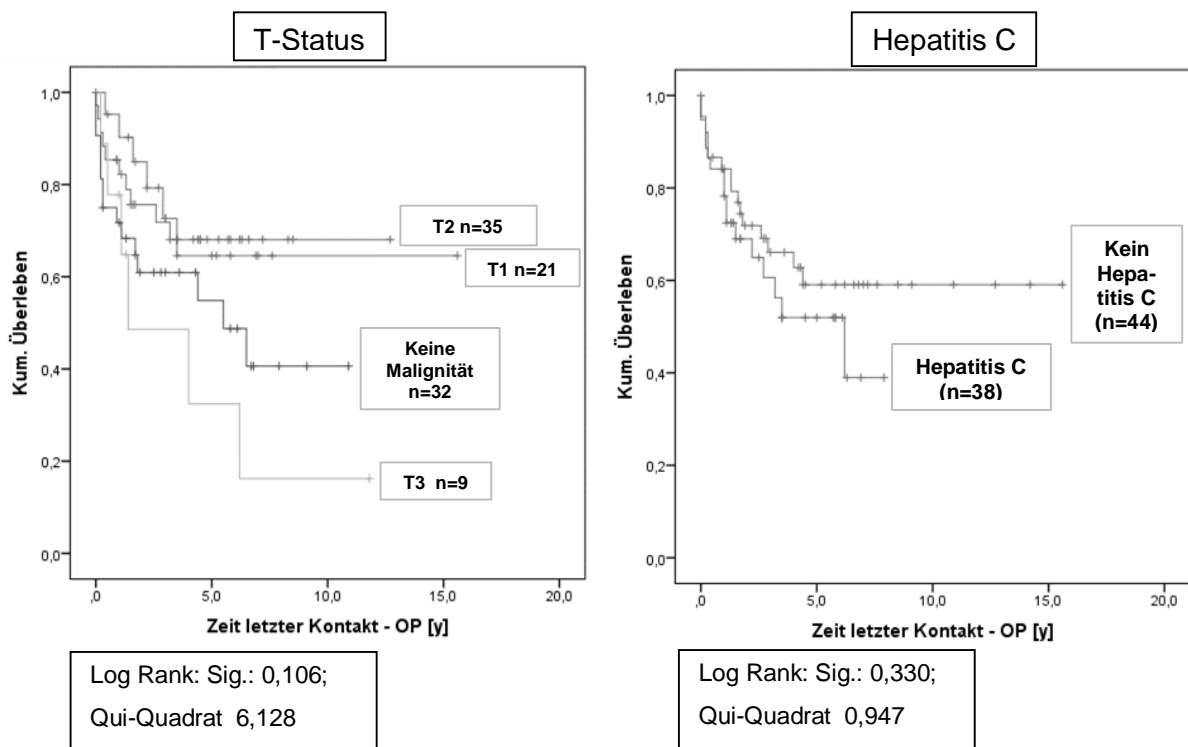 T-Status
1,0
0,8
0,6
0,4
0,2
0,0
Kum. Überleben
T2 n=35
T1 n=21
Keine
Malignität
n=32
T3 n=9
,0
5,0
10,0
15,0
20,0
Zeit letzter Kontakt - OP [y]
Log Rank: Sig.: 0,106;
Qui-Quadrat 6,128
Hepatitis C
1,0
0,8
0,6
0,4
0,2
0,0
Kum. Überleben
Kein
Hepa-
titis C
(n=44)
Hepatitis C
(n=38)
,0
5,0
10,0
15,0
20,0
Zeit letzter Kontakt - OP [y]
Log Rank: Sig.: 0,330;
Qui-Quadrat 0,947